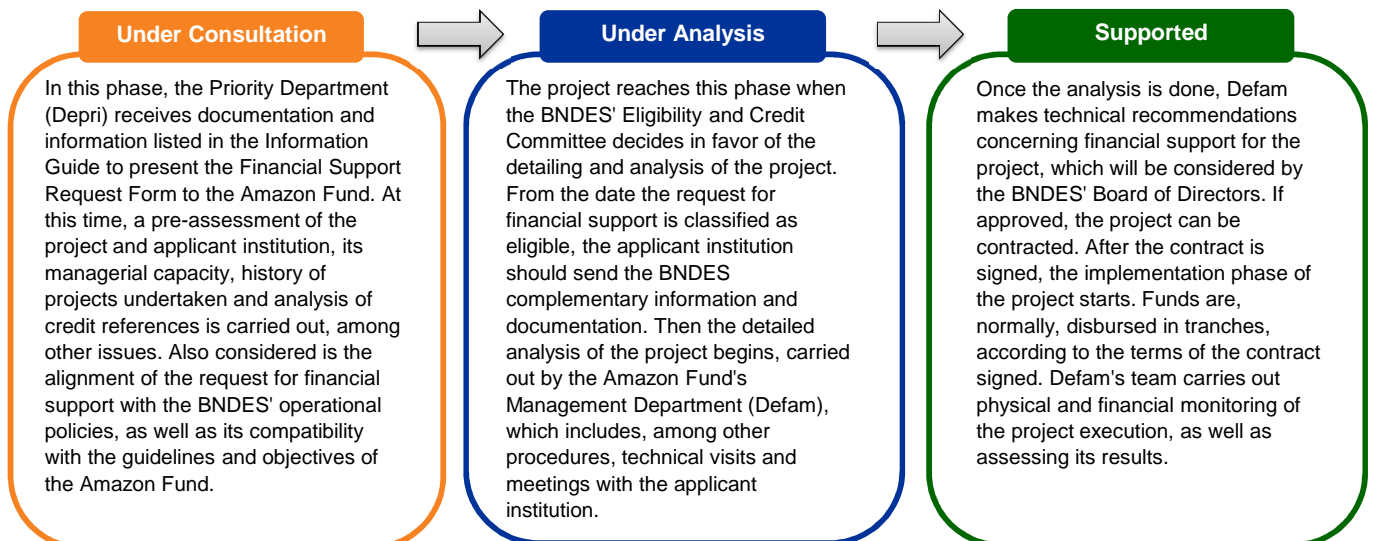 Under Consultation
In this phase, the Priority Department
(Depri) receives documentation and
information listed in the Information
Guide to present the Financial Support
Request Form to the Amazon Fund. At
this time, a pre-assessment of the
project and applicant institution, its
managerial capacity, history of
projects undertaken and analysis of
credit references is carried out, among
other issues. Also considered is the
alignment of the request for financial
support with the BNDES' operational
policies, as well as its compatibility
with the guidelines and objectives of
the Amazon Fund.
Under Analysis
The project reaches this phase when
the BNDES' Eligibility and Credit
Committee decides in favor of the
detailing and analysis of the project.
From the date the request for
financial support is classified as
eligible, the applicant institution
should send the BNDES
complementary information and
documentation. Then the detailed
analysis of the project begins, carried
out by the Amazon Fund's
Management Department (Defam),
which includes, among other
procedures, technical visits and
meetings with the applicant
institution.
Supported
Once the analysis is done, Defam
makes technical recommendations
concerning financial support for the
project, which will be considered by
the BNDES' Board of Directors. If
approved, the project can be
contracted. After the contract is
signed, the implementation phase of
the project starts. Funds are,
normally, disbursed in tranches,
according to the terms of the contract
signed. Defam's team carries out
physical and financial monitoring of
the project execution, as well as
assessing its results.